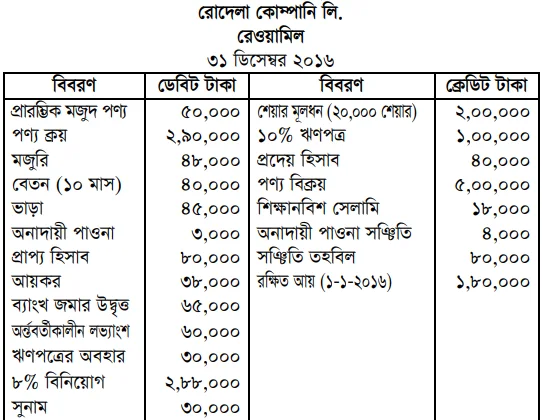 রোদেলা কোম্পানি লি.
রেওয়ামিল
৩১ ডিসেম্বর ২০১৬
বিবরণ ডেবিট টাকা বিবরণ ক্রেডিট টাকা
প্রারম্ভিক মজুদ পণ্য ৫০,০০০ শেয়ার মূলধন (২০,০০০ শেয়ার) ২,০০,০০০
পণ্য ক্রয় ২,৯০,০০০ ১০% ঋণপত্র ১,০০,০০০
মজুরি ৪৮,০০০ প্রদেয় হিসাব ৪০,০০০
বেতন (১০ মাস) ৪০,০০০ পণ্য বিক্রয় ৫,০০,০০০
ভাড়া ৪৫,০০০ শিক্ষানবিশ সেলামি ১৮,০০০
অনাদায়ী পাওনা ৩,০০০ অনাদায়ী পাওনা সঞ্চিতি ৪,০০০
প্রাপ্য হিসাব ৮০,০০০ সঞ্চিতি তহবিল ৮০,০০০
আয়কর ৩৮,০০০ রক্ষিত আয় (১-১-২০১৬) ১,৮০,০০০
ব্যাংখ জমার উদ্বৃত্ত ৬৫,০০০
অর্ন্তবর্তীকালীন লভ্যাংশ ৬০,০০০
ঋণপত্রের অবহার ৩০,০০০
৮% বিনিয়োগ ২,৮৮,০০০
সুনাম ৩০,০০০